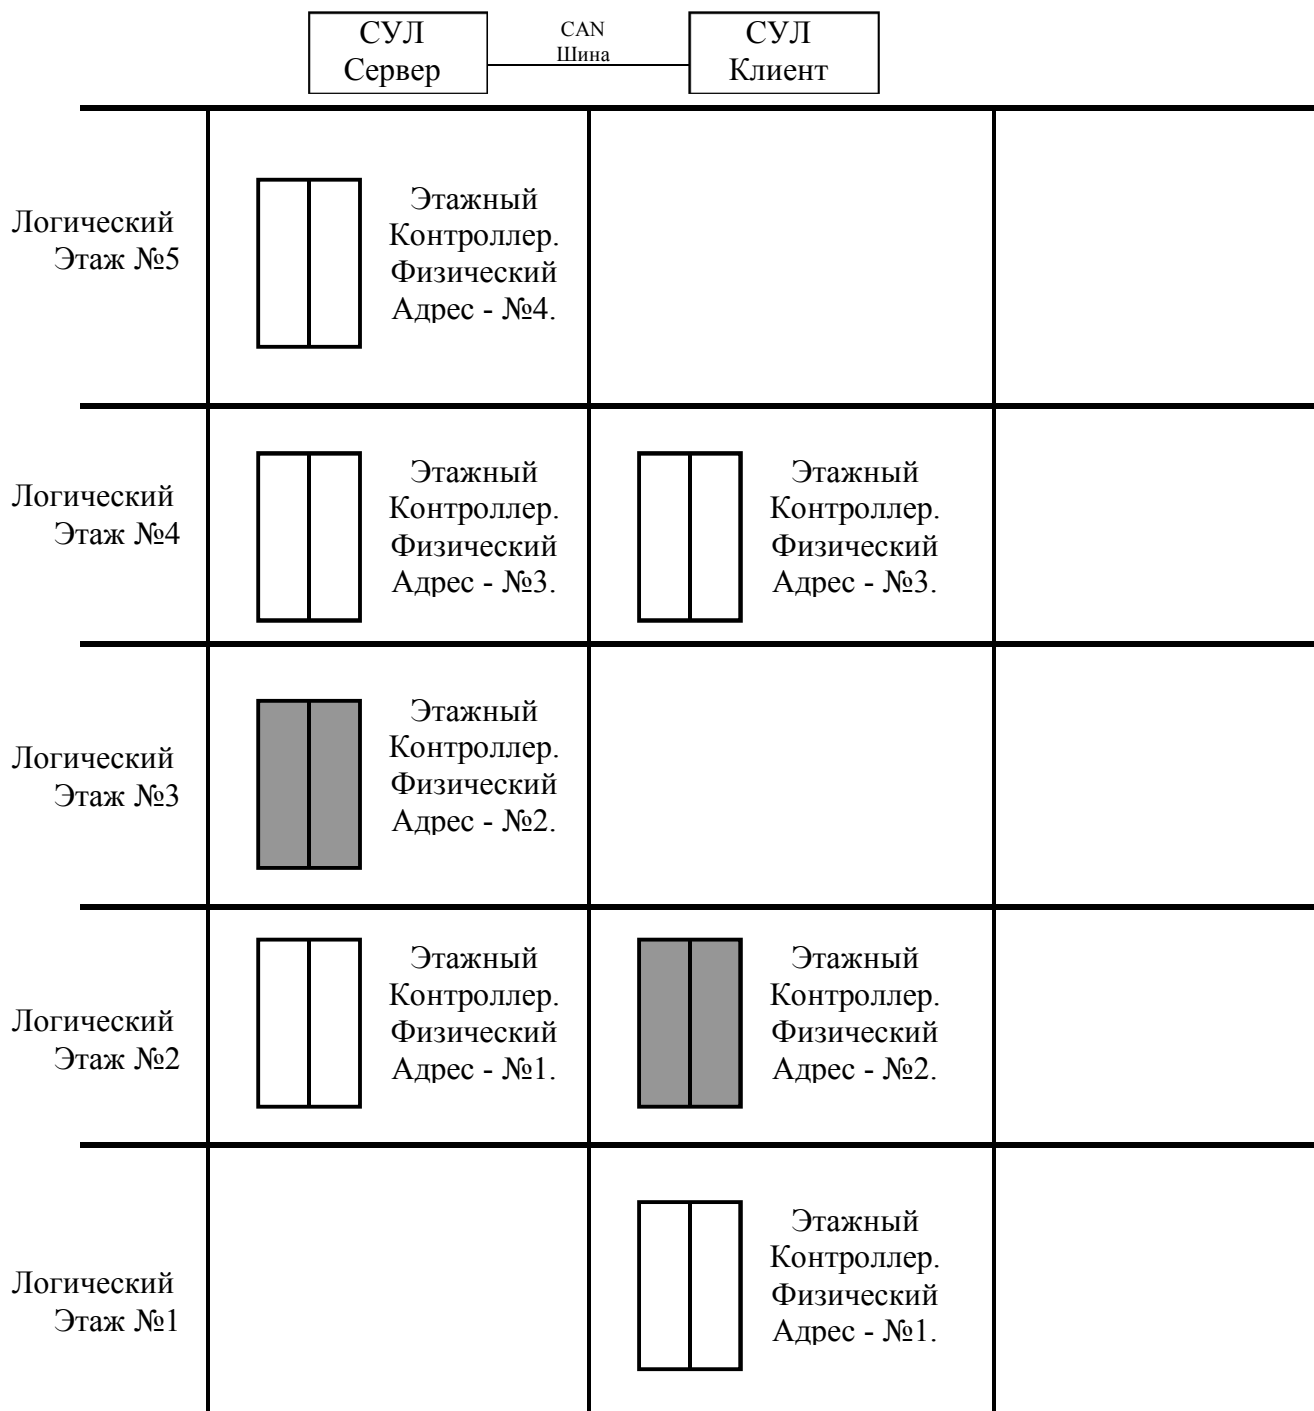 СУЛ
Сервер
CAN
Шина
СУЛ
Клиент
Логический
Этаж №5
Этажный
Контроллер.
Физический
Адрес - №4.
Логический
Этаж №4
Этажный
Контроллер.
Физический
Адрес - №3.
Этажный
Контроллер.
Физический
Адрес - №3.
Логический
Этаж №3
Этажный
Контроллер.
Физический
Адрес - №2.
Логический
Этаж №2
Этажный
Контроллер.
Физический
Адрес - №1.
Этажный
Контроллер.
Физический
Адрес - №2.
Логический
Этаж №1
Этажный
Контроллер.
Физический
Адрес - №1.